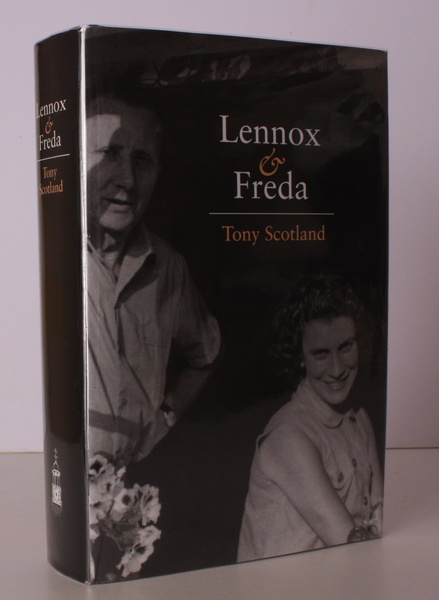 Lennox
&
Freda
Tony
Scotland
Lennox
&
Freda
Tony Scotland